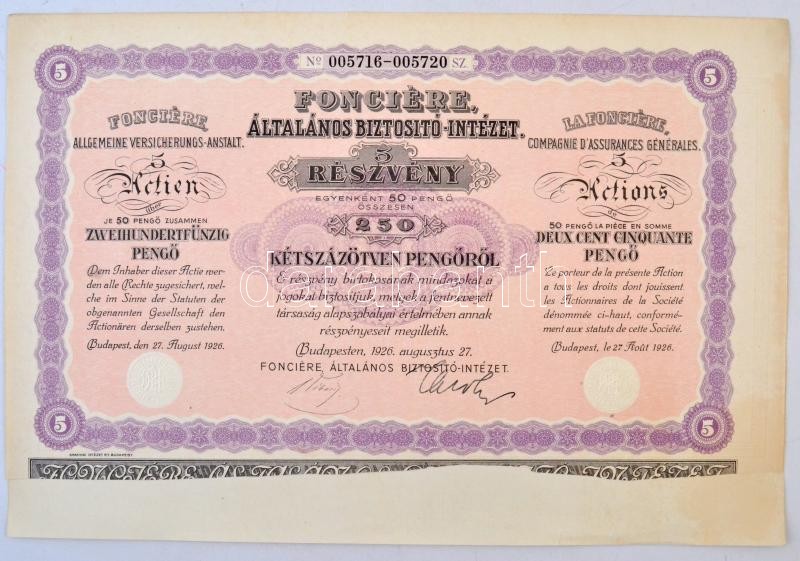 Nº 005716-005720 SZ.
5
5
FONCIÈRE,
ÁLTALÁNOS BIZTOSITÓ-INTÉZET.
5
RÉSZVÉNY
EGYENKÉNT 50 PENGŐ
ÖSSZESEN
250
KÉTSZÁZÖTVEN PENGŐRŐL
E részvény birtokosának mindazokat a
jogokat biztositjuk, melyek a fentnevezett
társaság alapszabályai értelmében annak
részvényeseit megilletik.
Budapesten, 1926. augusztus 27.
FONCIÈRE, ÁLTALÁNOS BIZTOSITÓ-INTÉZET.
FONCIÈRE,
ALLGEMEINE VERSICHERUNGS-ANSTALT.
5
Actien
über
JE 50 PENGŐ ZUSAMMEN
ZWEIHUNDERTFÜNZIG
PENGŐ
Dem Inhaber dieser Actie wer-
den alle Rechte zugesichert, wel-
che im Sinne der Statuten der
obgenannten Gesellschaft den
Actionären derselben zustehen.
Budapest, den 27. August 1926.
LA FONCIÈRE,
COMPAGNIE D'ASSURANCES GÉNÉRALES.
5
Actions
de
50 PENGŐ LA PIÈCE EN SOMME
DEUX CENT CINQUANTE
PENGŐ
Le porteur de la présente Action
a tous les droits dont jouissent
les Actionnaires de la Société
dénommée ci-haut, conformé-
ment aux statuts de cette Société.
Budapest, le 27 Août 1926.
5
5
darabanth